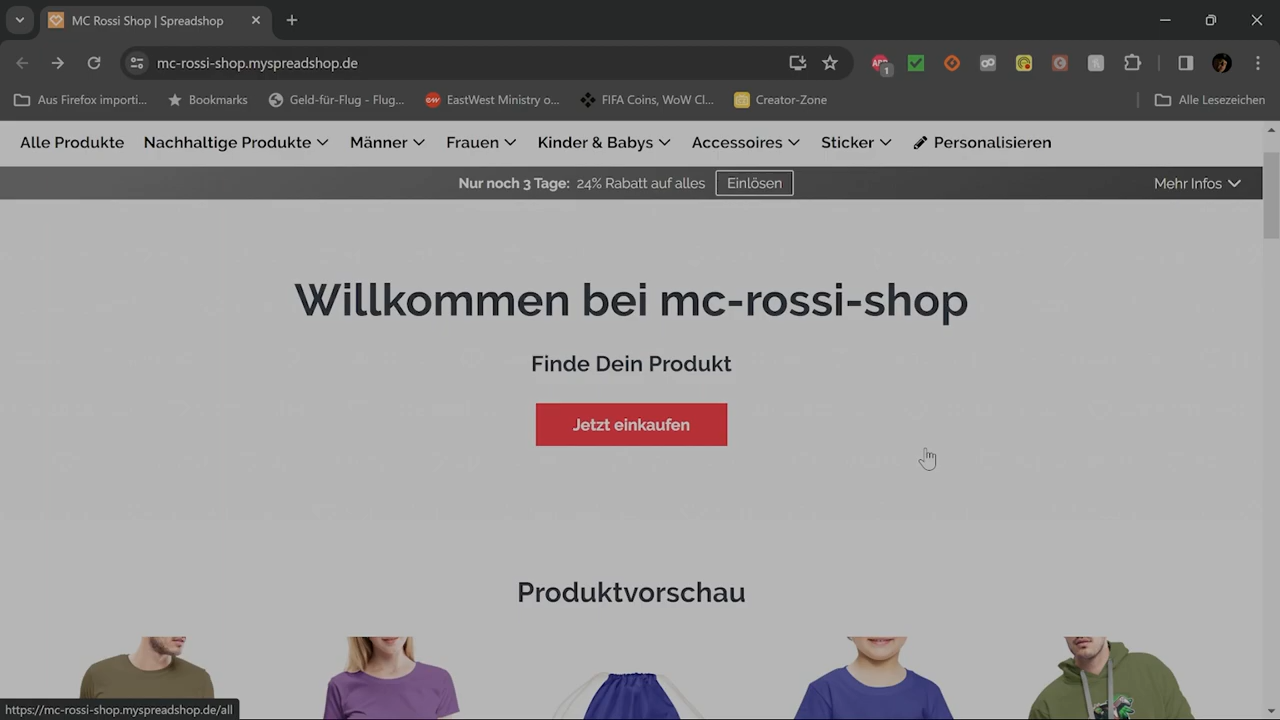 MC Rossi Shop | Spreadshop
mc-rossi-shop.myspreadshop.de
1
Aus Firefox importi...
Bookmarks
Geld-für-Flug - Flug...
EastWest Ministry o...
FIFA Coins, WoW Cl...
Creator-Zone
Alle Lesezeichen
Alle Produkte
Nachhaltige Produkte
Männer
Frauen
Kinder & Babys
Accessoires
Sticker
Personalisieren
Nur noch 3 Tage: 24% Rabatt auf alles
Einlösen
Mehr Infos
Willkommen bei mc-rossi-shop
Finde Dein Produkt
Jetzt einkaufen
Produktvorschau
https://mc-rossi-shop.myspreadshop.de/all